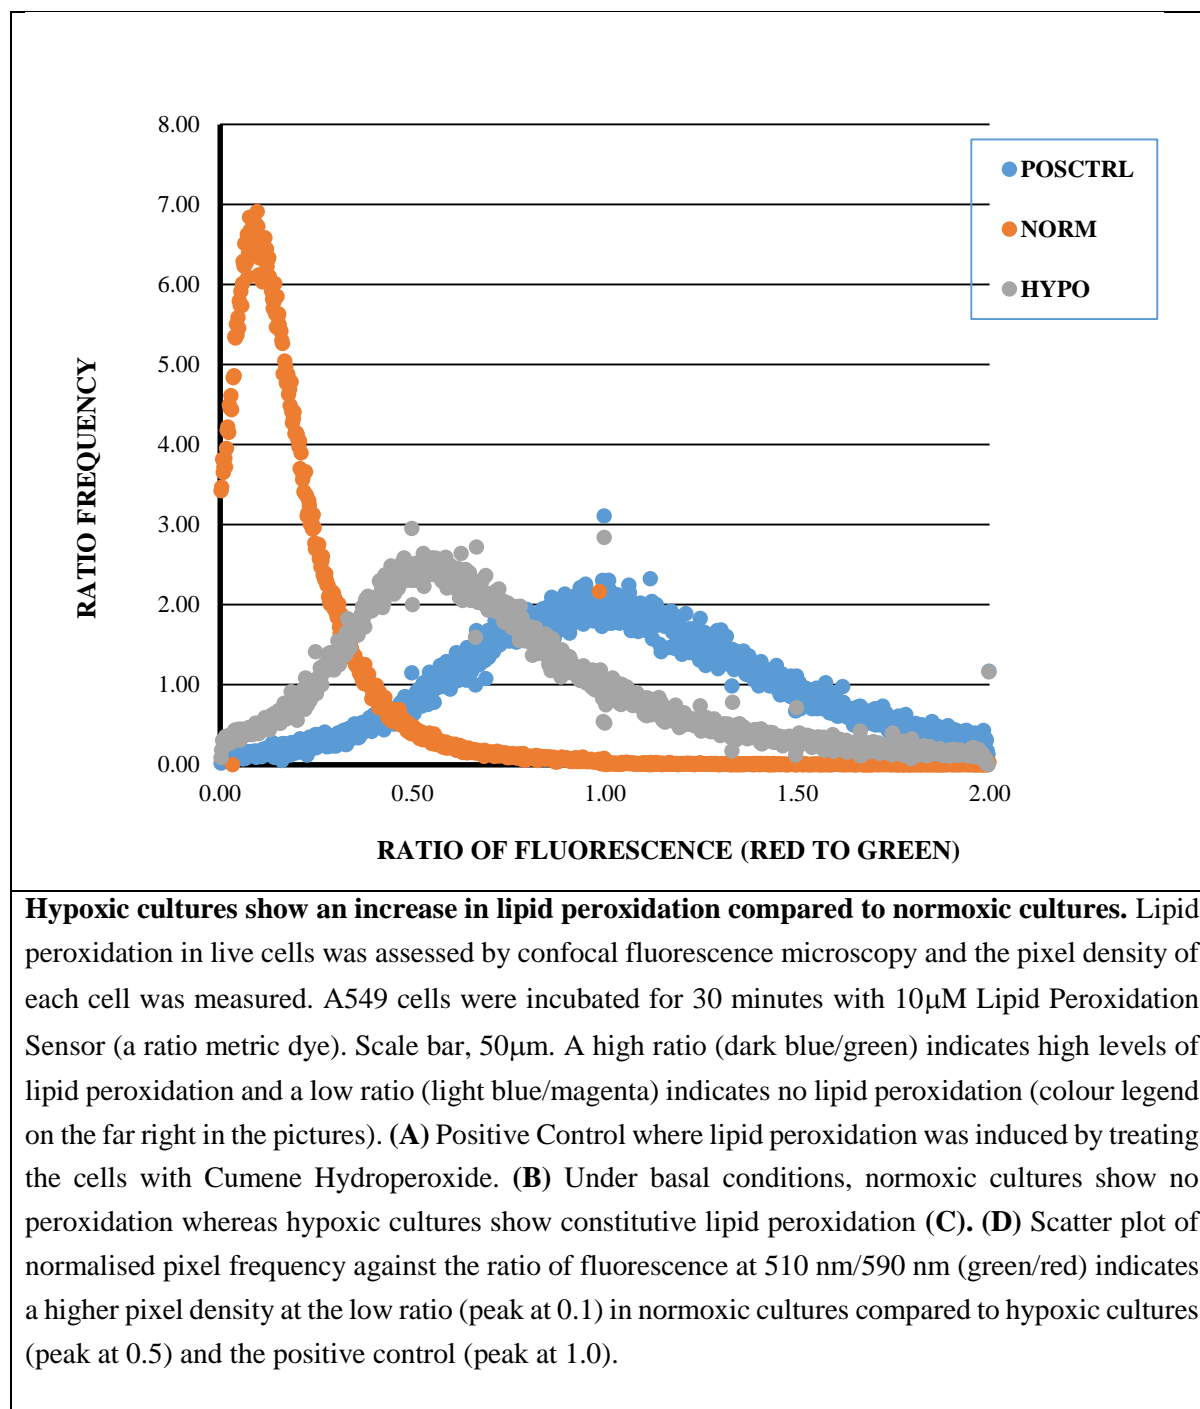 8.00
7.00
6.00
5.00
4.00
3.00
2.00
1.00
0.00
RATIO FREQUENCY
POSCTRL
NORM
HYPO
0.00 0.50 1.00 1.50 2.00
RATIO OF FLUORESCENCE (RED TO GREEN)
Hypoxic cultures show an increase in lipid peroxidation compared to normoxic cultures. Lipid
peroxidation in live cells was assessed by confocal fluorescence microscopy and the pixel density of
each cell was measured. A549 cells were incubated for 30 minutes with 10μM Lipid Peroxidation
Sensor (a ratio metric dye). Scale bar, 50μm. A high ratio (dark blue/green) indicates high levels of
lipid peroxidation and a low ratio (light blue/magenta) indicates no lipid peroxidation (colour legend
on the far right in the pictures). (A) Positive Control where lipid peroxidation was induced by treating
the cells with Cumene Hydroperoxide. (B) Under basal conditions, normoxic cultures show no
peroxidation whereas hypoxic cultures show constitutive lipid peroxidation (C). (D) Scatter plot of
normalised pixel frequency against the ratio of fluorescence at 510 nm/590 nm (green/red) indicates
a higher pixel density at the low ratio (peak at 0.1) in normoxic cultures compared to hypoxic cultures
(peak at 0.5) and the positive control (peak at 1.0).